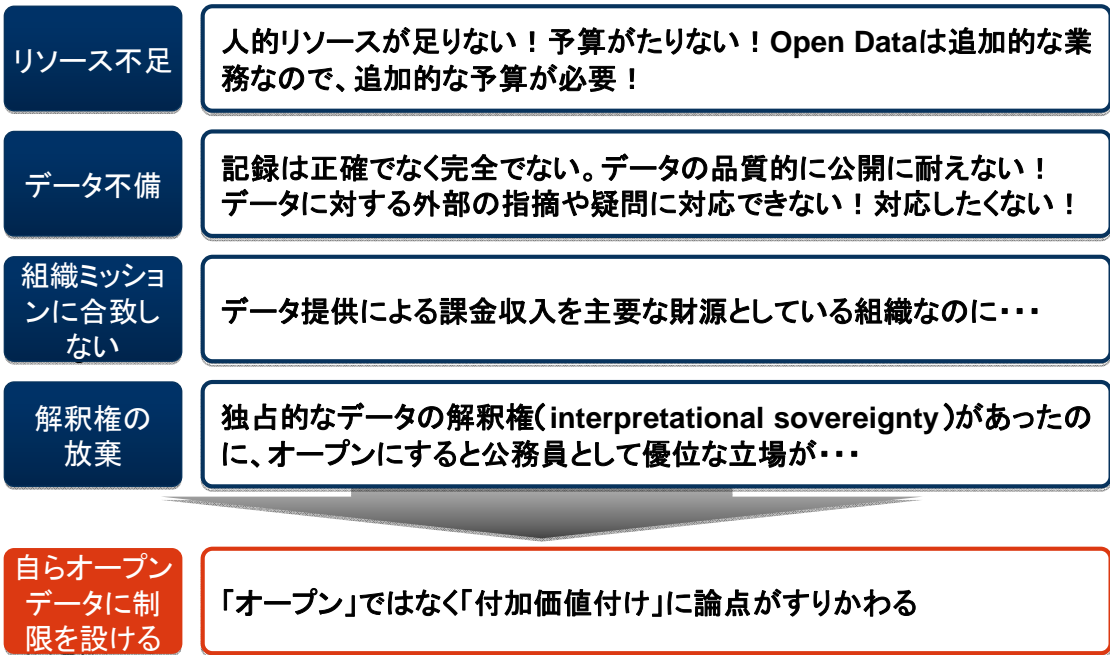 リソース不足
人的リソースが足りない！予算がたりない！Open Dataは追加的な業
務なので、追加的な予算が必要！
データ不備
記録は正確でなく完全でない。データの品質的に公開に耐えない！
データに対する外部の指摘や疑問に対応できない！対応したくない！
組織ミッショ
ンに合致し
ない
データ提供による課金収入を主要な財源としている組織なのに・・・
解釈権の
放棄
独占的なデータの解釈権（interpretational sovereignty）があったの
に、オープンにすると公務員として優位な立場が・・・
自らオープン
データに制
限を設ける
「オープン」ではなく「付加価値付け」に論点がすりかわる